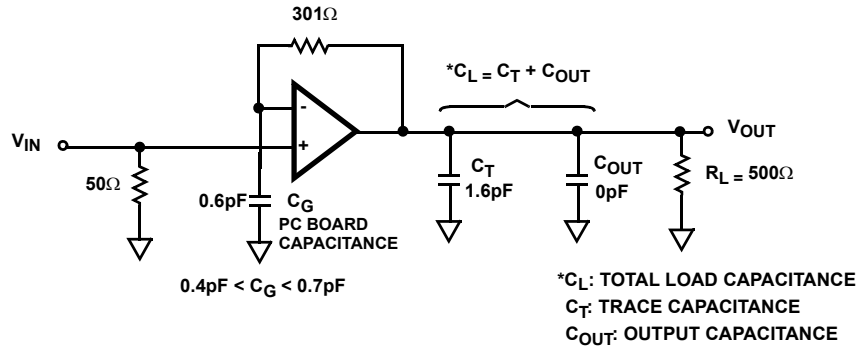 301Ω
*CL = CT + COUT
-
+
VIN
VOUT
50Ω
0.6pF
CG
PC BOARD
CAPACITANCE
CT
1.6pF
COUT
0pF
RL = 500Ω
0.4pF < CG < 0.7pF
*CL: TOTAL LOAD CAPACITANCE
CT: TRACE CAPACITANCE
COUT: OUTPUT CAPACITANCE